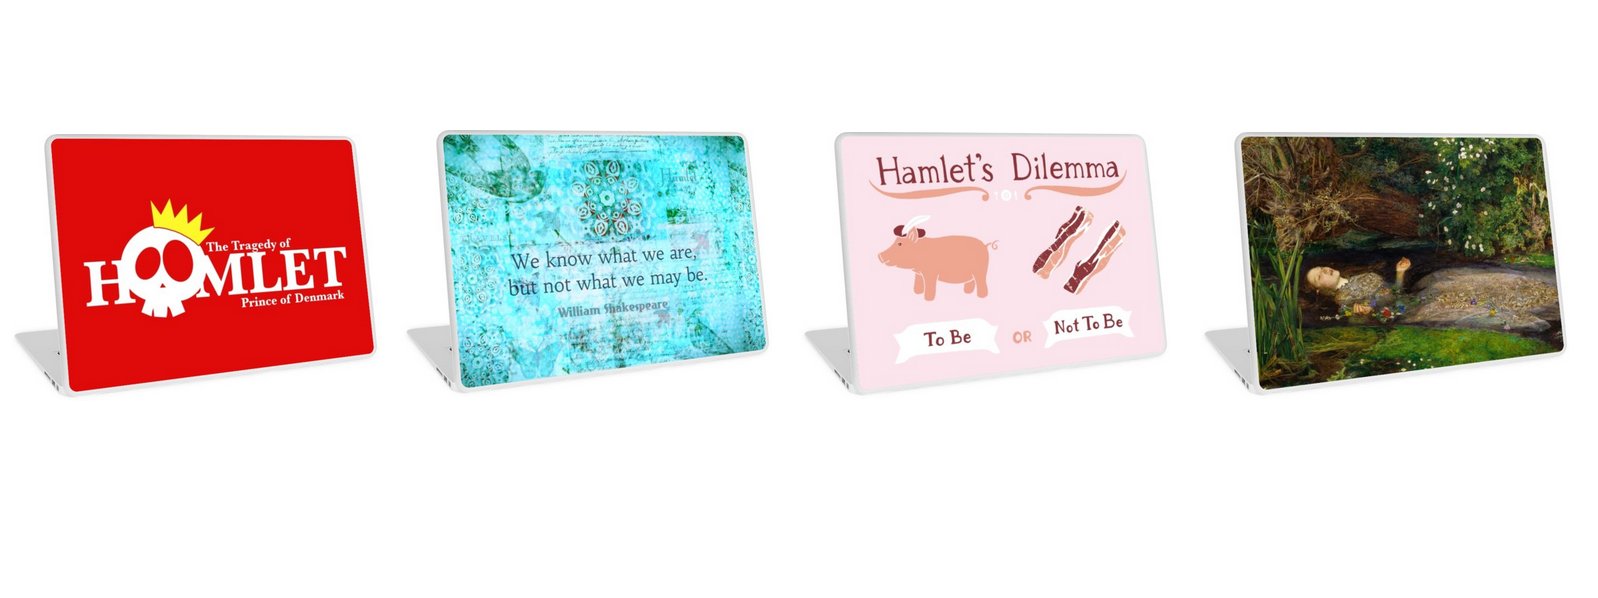 The Tragedy of
HAMLET
Prince of Denmark
Hamlet
We know what we are,
but not what we may be.
William Shakespeare
Hamlet's Dilemma
To Be OR Not To Be